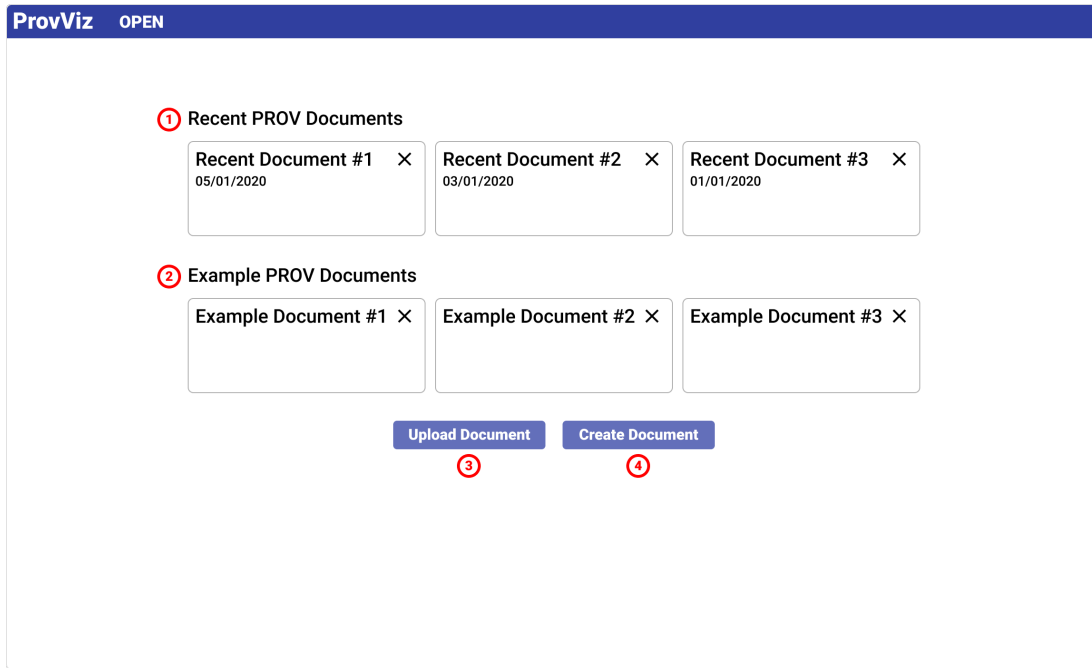 ProvViz OPEN
1 Recent PROV Documents
Recent Document #1 × Recent Document #2 × Recent Document #3 ×
05/01/2020 03/01/2020 01/01/2020
2 Example PROV Documents
Example Document #1 × Example Document #2 × Example Document #3 ×
Upload Document Create Document
3 4